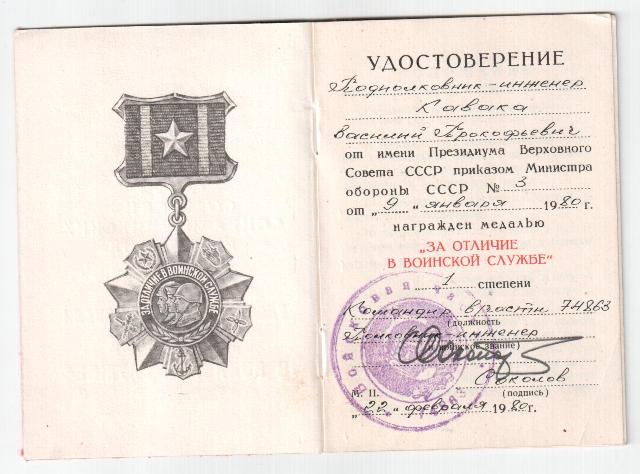 ЗА ОТЛИЧИЕ В ВОИНСКОЙ СЛУЖБЕ
УДОСТОВЕРЕНИЕ
Подполковник-инженер
Кавака
Василий Прокофьевич
от имени Президиума Верховного
Совета СССР приказом Министра
обороны СССР № 3
от „9“ января 1980 г.
награжден медалью
„ЗА ОТЛИЧИЕ
В ВОИНСКОЙ СЛУЖБЕ“
1 степени
Командир в/части 74863
(должность
Полковник-инженер
воинское звание)
Соколов
М. П. (подпись)
„22“ февраля 1980г.